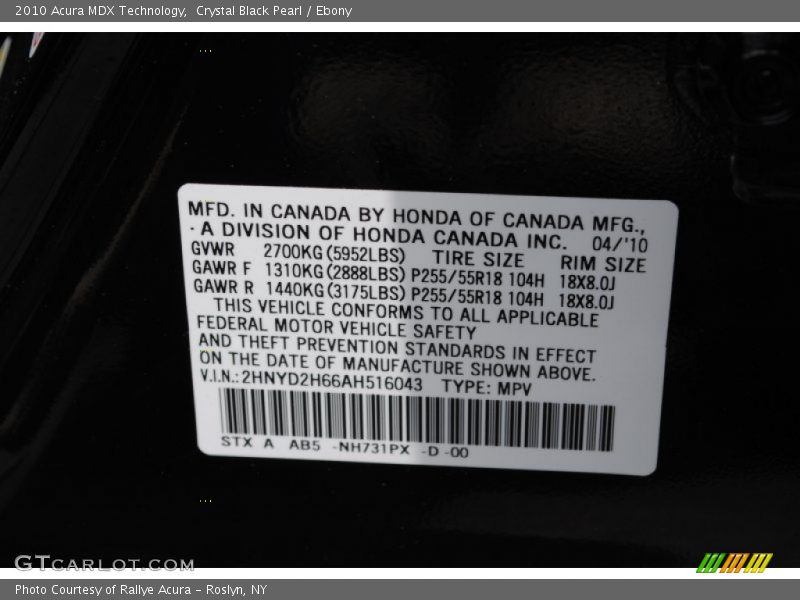 2010 Acura MDX Technology, Crystal Black Pearl / Ebony
MFD. IN CANADA BY HONDA OF CANADA MFG.,
A DIVISION OF HONDA CANADA INC. 04/'10
GVWR 2700KG(5952LBS) TIRE SIZE RIM SIZE
GAWR F 1310KG(2888LBS) P255/55R18 104H 18X8.0J
GAWR R 1440KG(3175LBS) P255/55R18 104H 18X8.0J
THIS VEHICLE CONFORMS TO ALL APPLICABLE
FEDERAL MOTOR VEHICLE SAFETY
AND THEFT PREVENTION STANDARDS IN EFFECT
ON THE DATE OF MANUFACTURE SHOWN ABOVE.
V.I.N.: 2HNYD2H66AH516043 TYPE: MPV
STX A AB5 -NH731PX -D -00
GTCARLOT.COM
Photo Courtesy of Rallye Acura – Roslyn, NY